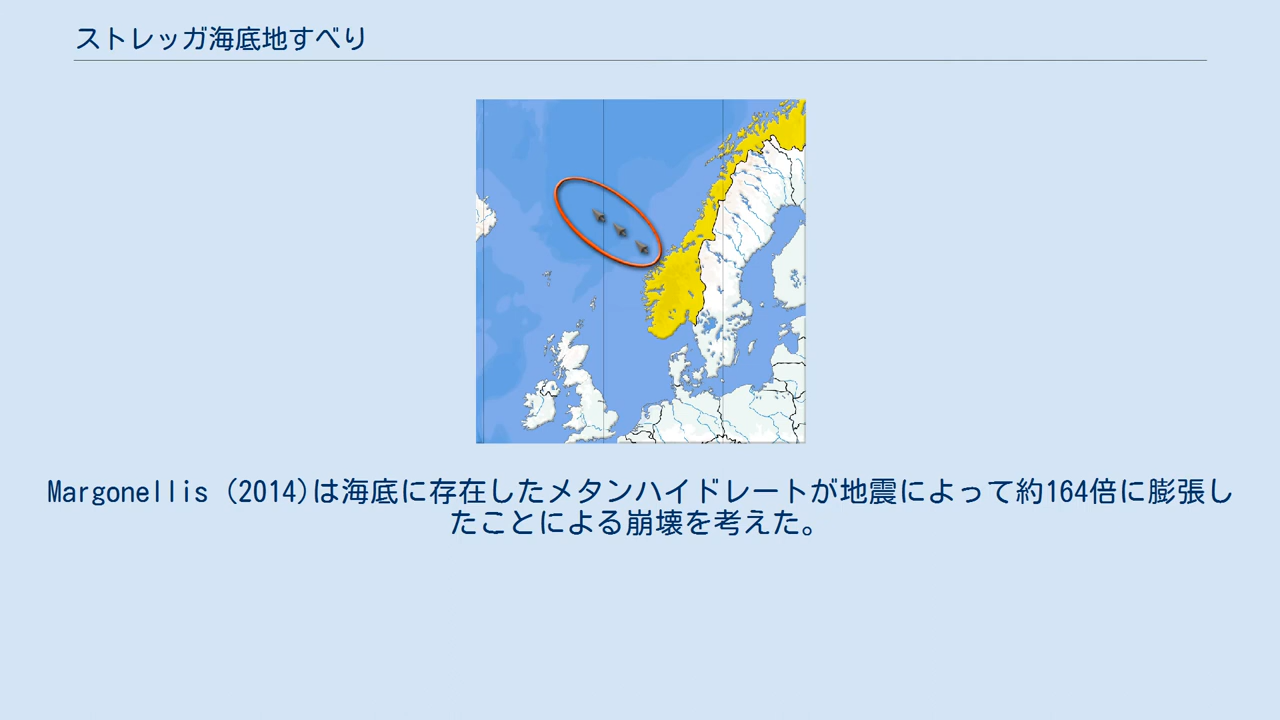 ストレッガ海底地すべり
Margonellis (2014)は海底に存在したメタンハイドレートが地震によって約164倍に膨張し
たことによる崩壊を考えた。